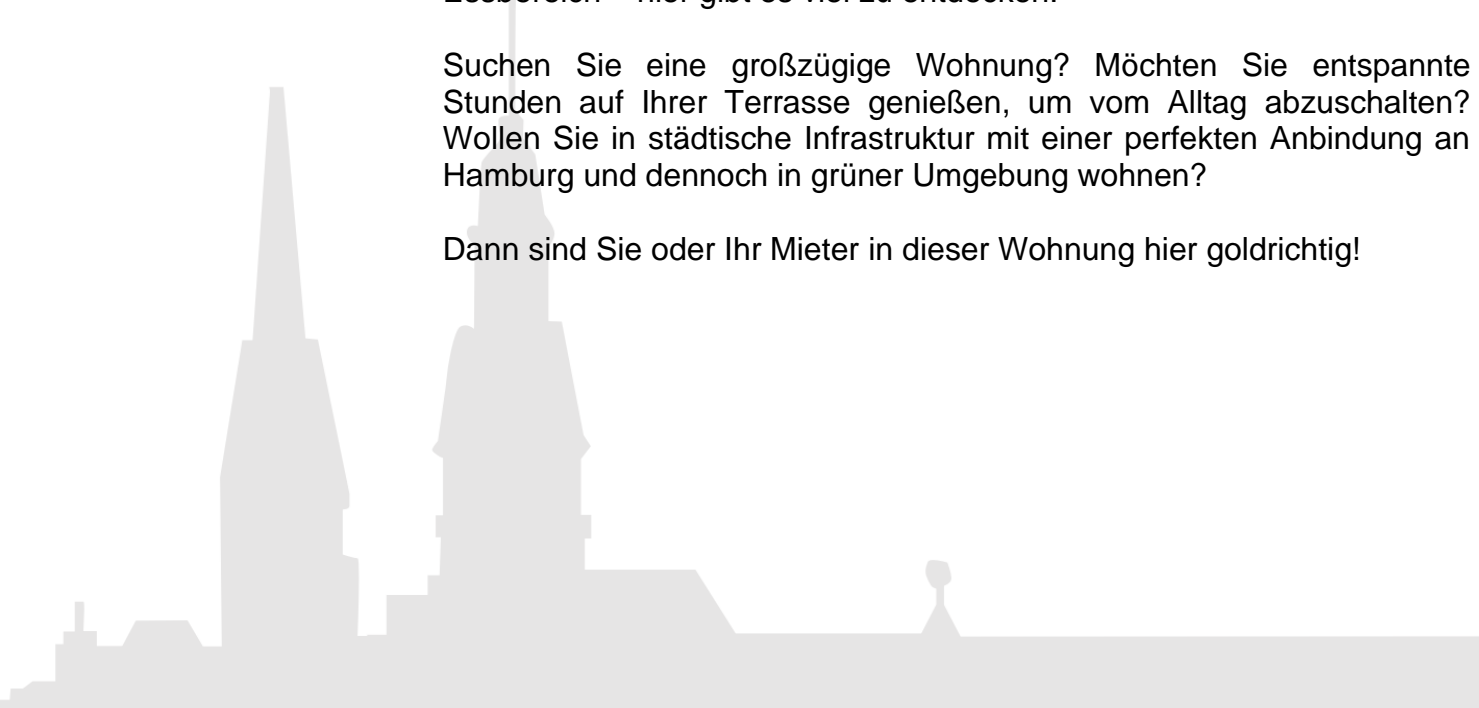 Suchen Sie eine großzügige Wohnung? Möchten Sie entspannte
Stunden auf Ihrer Terrasse genießen, um vom Alltag abzuschalten?
Wollen Sie in städtische Infrastruktur mit einer perfekten Anbindung an
Hamburg und dennoch in grüner Umgebung wohnen?
Dann sind Sie oder Ihr Mieter in dieser Wohnung hier goldrichtig!